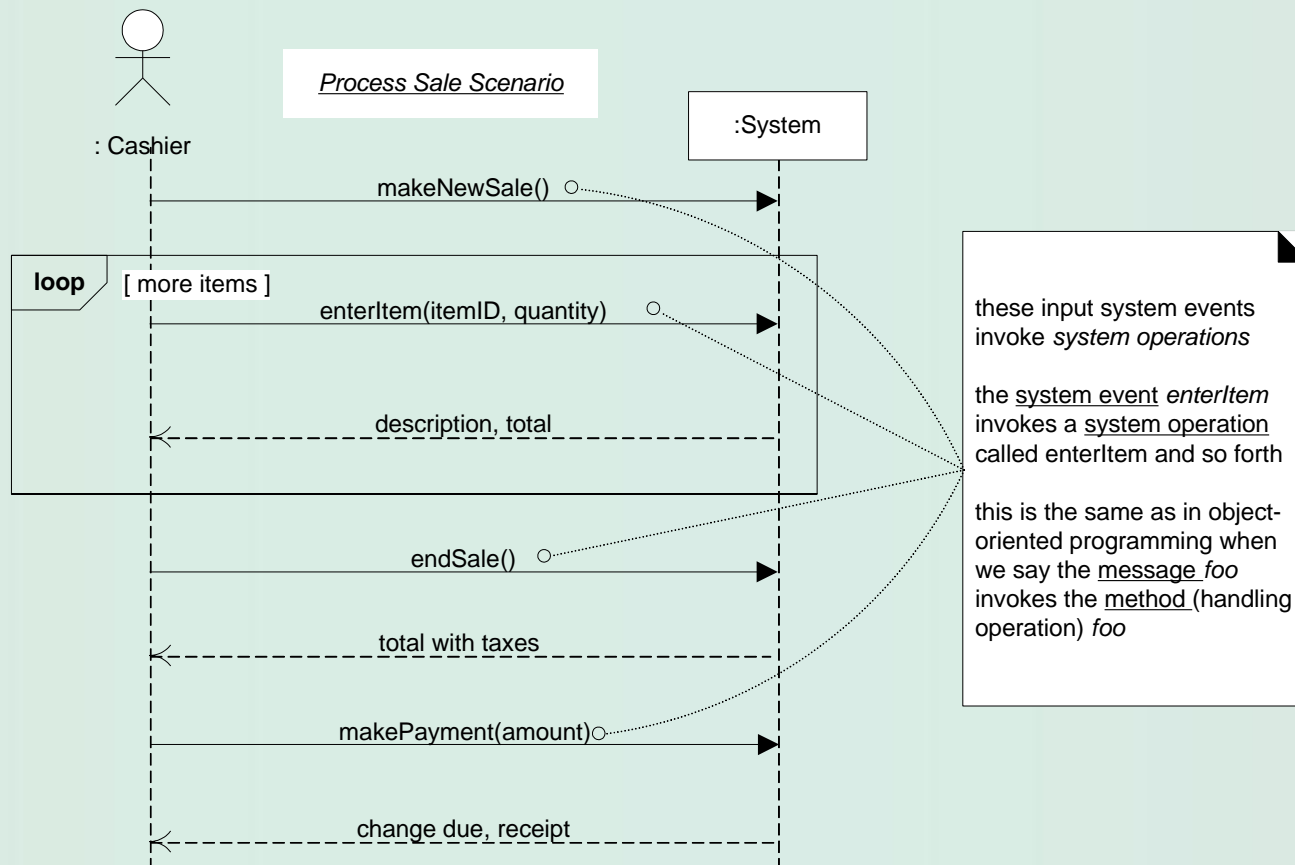 Process Sale Scenario
:System
: Cashier
makeNewSale()
loop
[ more items ]
enterItem(itemID, quantity)
description, total
endSale()
total with taxes
makePayment(amount)
change due, receipt
these input system events
invoke system operations
the system event enterItem
invokes a system operation
called enterItem and so forth
this is the same as in object-
oriented programming when
we say the message foo
invokes the method (handling
operation) foo